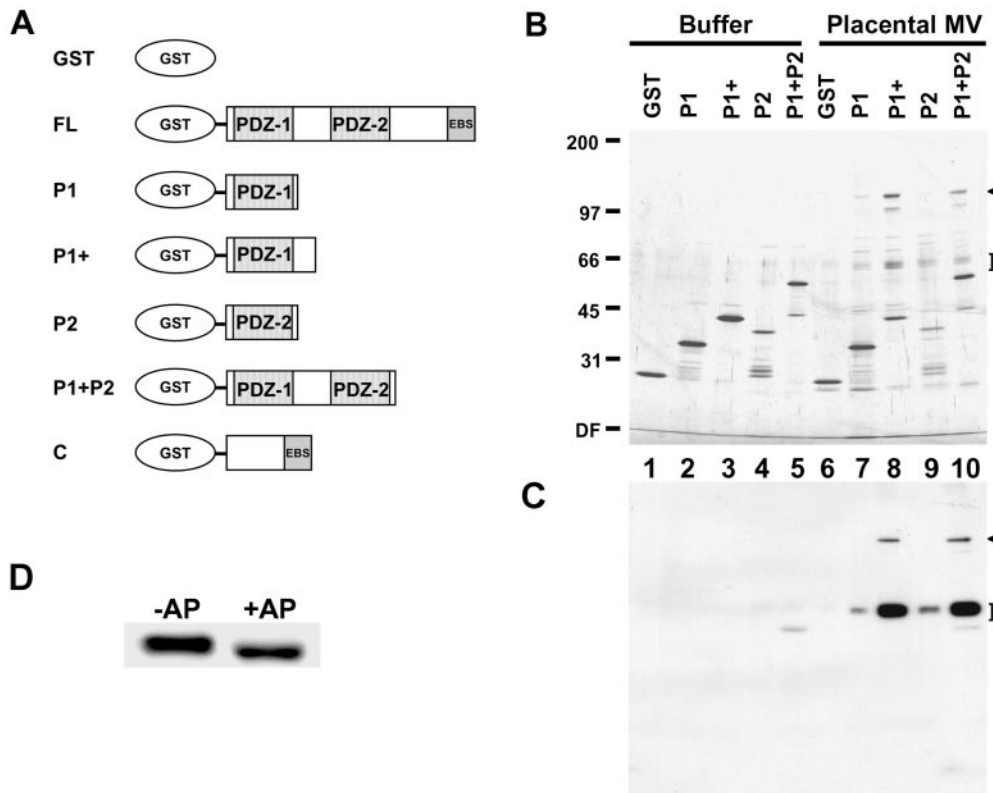 A
GST GST
FL GST PDZ-1 PDZ-2 EBS
P1 GST PDZ-1
P1+ GST PDZ-1
P2 GST PDZ-2
P1+P2 GST PDZ-1 PDZ-2
C GST EBS
B
Buffer Placental MV
GST P1 P1+ P2 P1+P2 GST P1 P1+ P2 P1+P2
200
97
66
45
31
DF
1 2 3 4 5 6 7 8 9 10
C
D
-AP +AP